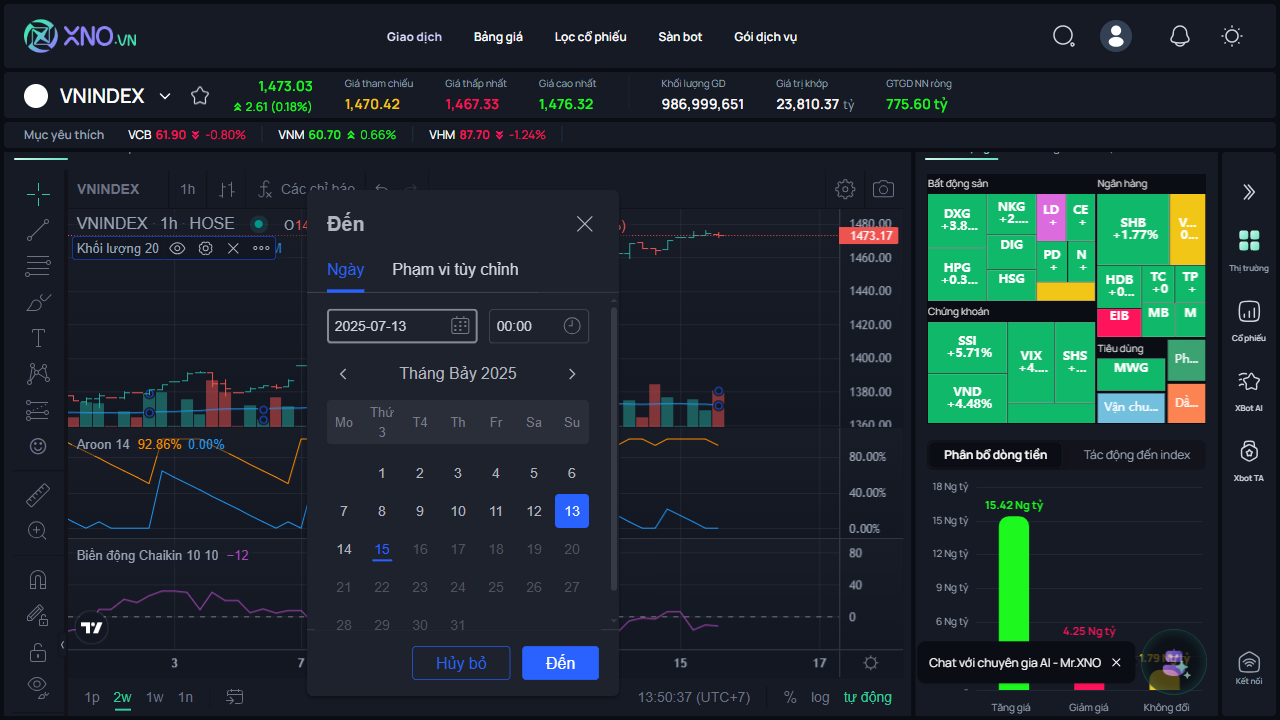 XNO.VN
Giao dịch Bảng giá Lọc cổ phiếu Sàn bot Gói dịch vụ
VNINDEX
1,473.03
2.61 (0.18%)
Giá tham chiếu
1,470.42
Giá thấp nhất
1,467.33
Giá cao nhất
1,476.32
Khối lượng GD
986,999,651
Giá trị khớp
23,810.37 tỷ
GTGD NN ròng
775.60 tỷ
Mục yêu thích VCB 61.90 -0.80% VNM 60.70 0.66% VHM 87.70 -1.24%
VNINDEX 1h Các chỉ báo
VNINDEX · 1h · HOSE
Khối lượng 20
Aroon 14 92.86% 0.00%
Biến động Chaikin 10 10 −12
Đến
Ngày Phạm vi tùy chỉnh
2025-07-13 00:00
Tháng Bảy 2025
Mo Thứ 3 T4 Th Fr Sa Su
1 2 3 4 5 6
7 8 9 10 11 12 13
14 15 16 17 18 19 20
21 22 23 24 25 26 27
28 29 30 31
Hủy bỏ Đến
1480.00
1473.17
1460.00
1440.00
1420.00
1400.00
1380.00
1360.00
80.00%
40.00%
0.00%
80
40
0
3 7 15 17
1p 2w 1w 1n 13:50:37 (UTC+7) % log tự động
Bất động sản
DXG +3.8...
NKG +2....
LD +
CE +
HPG +0.3...
DIG
HSG
PD +
N +
Ngân hàng
SHB +1.77%
V... 0...
HDB +0...
TC +0
TP +
EIB
MB
M
Chứng khoán
SSI +5.71%
VND +4.48%
VIX +4....
SHS +...
Tiêu dùng
MWG
Ph...
Vận chu...
Dầ...
Phân bổ dòng tiền Tác động đến index
18 Ng tỷ
15 Ng tỷ
12 Ng tỷ
9 Ng tỷ
6 Ng tỷ
15.42 Ng tỷ
4.25 Ng tỷ
1.79 Ng tỷ
Tăng giá Giảm giá Không đổi
Chat với chuyên gia AI - Mr.XNO
Thị trường
Cổ phiếu
XBot AI
Xbot TA
Kết nối